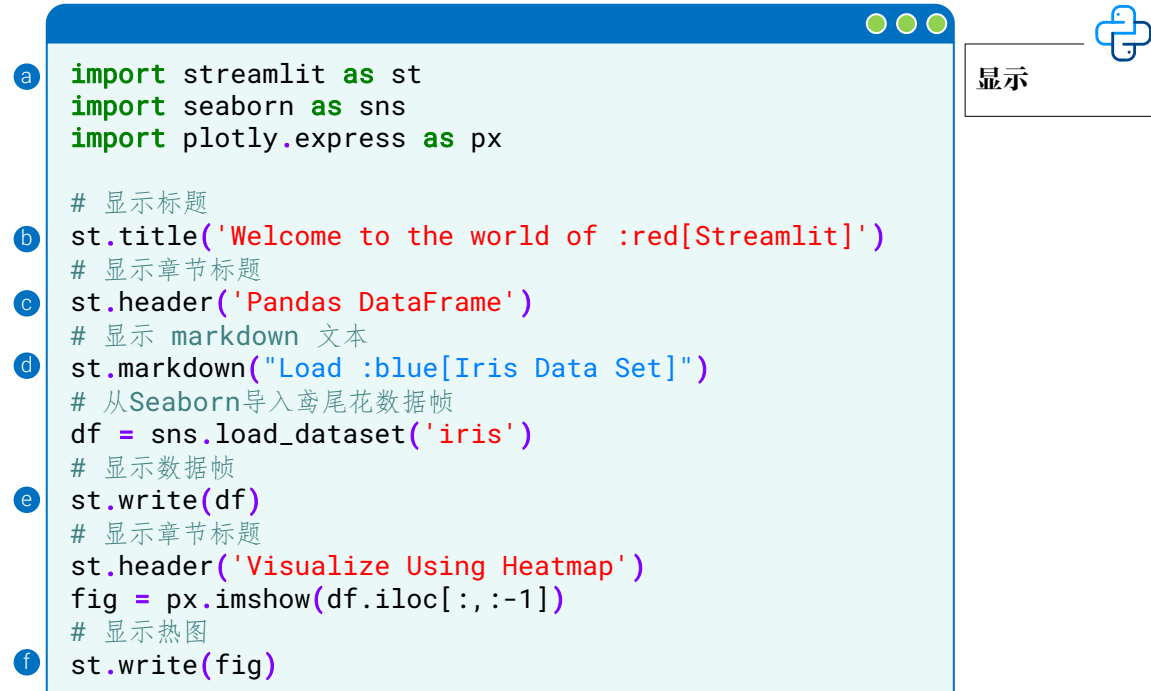 显示
a import streamlit as st
import seaborn as sns
import plotly.express as px
# 显示标题
b st.title('Welcome to the world of :red[Streamlit]')
# 显示章节标题
c st.header('Pandas DataFrame')
# 显示 markdown 文本
d st.markdown("Load :blue[Iris Data Set]")
# 从Seaborn导入鸢尾花数据帧
df = sns.load_dataset('iris')
# 显示数据帧
e st.write(df)
# 显示章节标题
st.header('Visualize Using Heatmap')
fig = px.imshow(df.iloc[:,:-1])
# 显示热图
f st.write(fig)